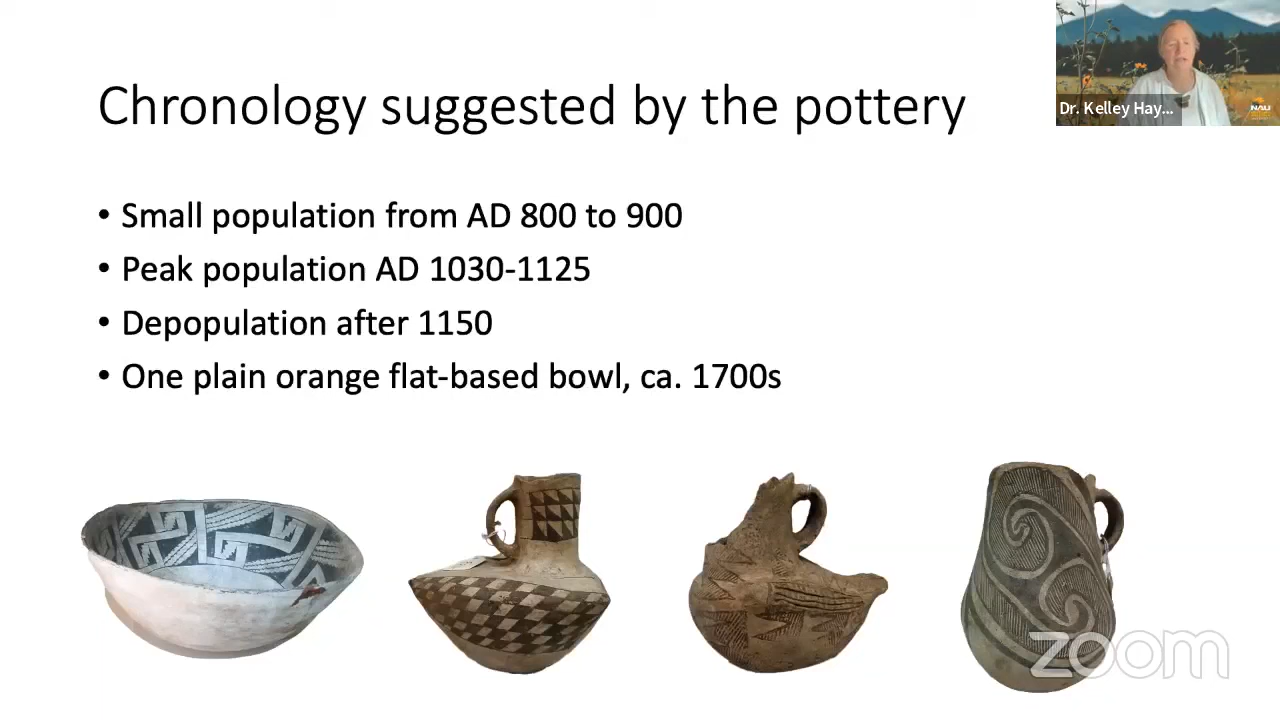 Chronology suggested by the pottery
Dr. Kelley Hay...
NAU
• Small population from AD 800 to 900
• Peak population AD 1030-1125
• Depopulation after 1150
• One plain orange flat-based bowl, ca. 1700s
zoom